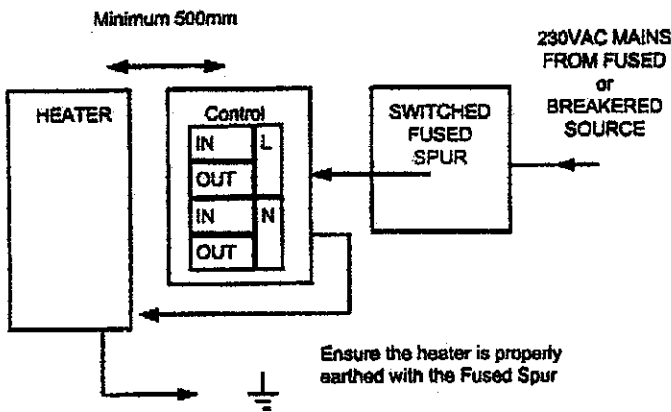 Minimum 500mm
230VAC MAINS
FROM FUSED
or
BREAKERED
SOURCE
HEATER
Control
IN
L
OUT
IN
N
OUT
SWITCHED
FUSED
SPUR
Ensure the heater is properly
earthed with the Fused Spur